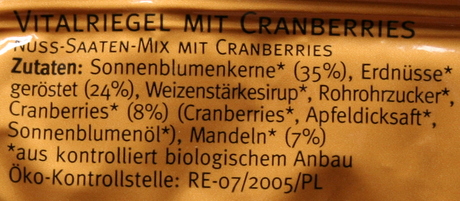 VITALRIEGEL MIT CRANBERRIES
NUSS-SAATEN-MIX MIT CRANBERRIES
Zutaten: Sonnenblumenkerne* (35%), Erdnüsse*
geröstet (24%), Weizenstärkesirup*, Rohrohrzucker*,
Cranberries* (8%) (Cranberries*, Apfeldicksaft*,
Sonnenblumenöl*), Mandeln* (7%)
*aus kontrolliert biologischem Anbau
Öko-Kontrollstelle: RE-07/2005/PL